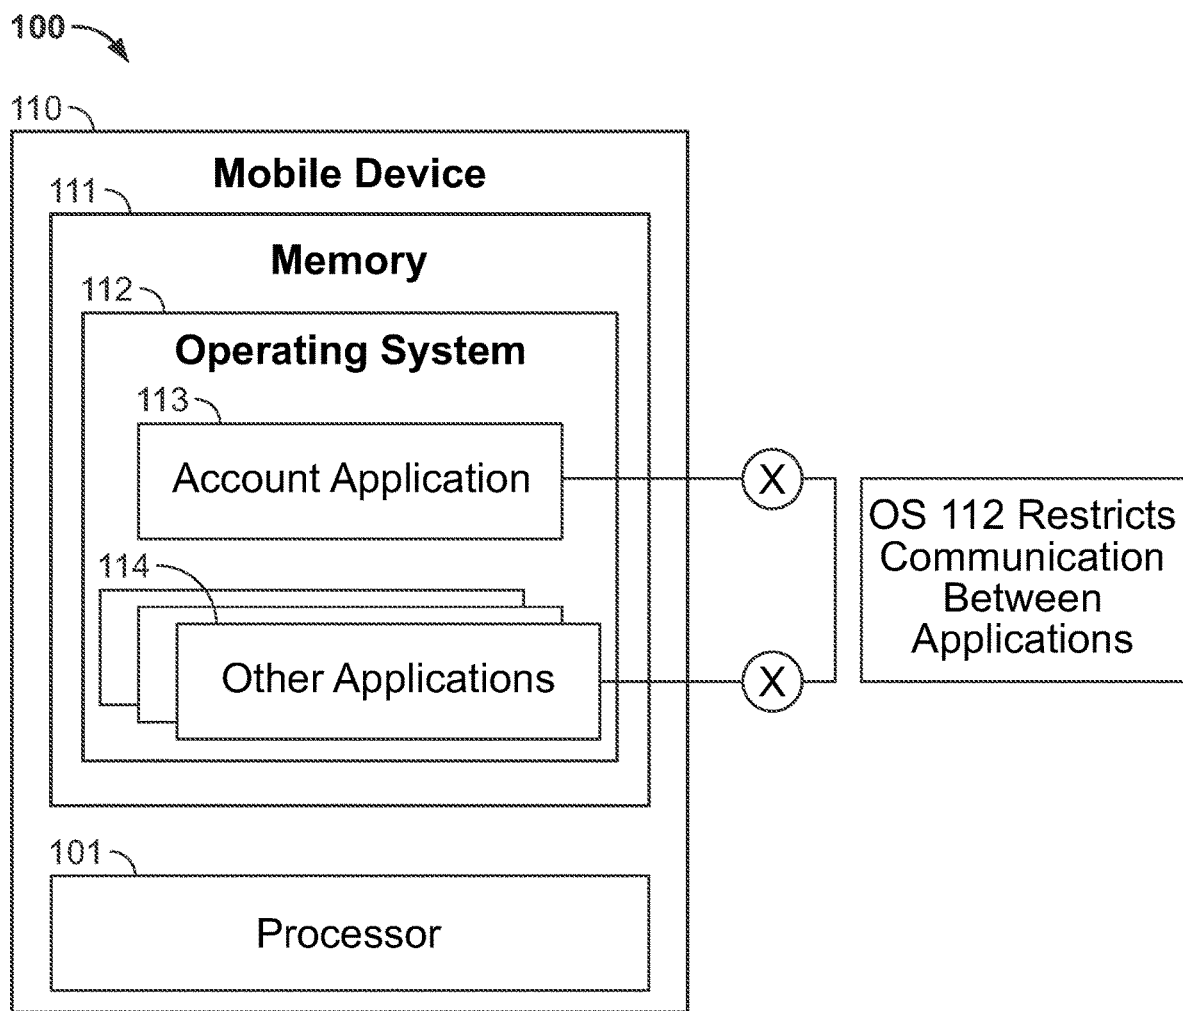 100
110
Mobile Device
111
Memory
112
Operating System
113
Account Application
X
OS 112 Restricts
Communication
Between
Applications
114
Other Applications
X
101
Processor